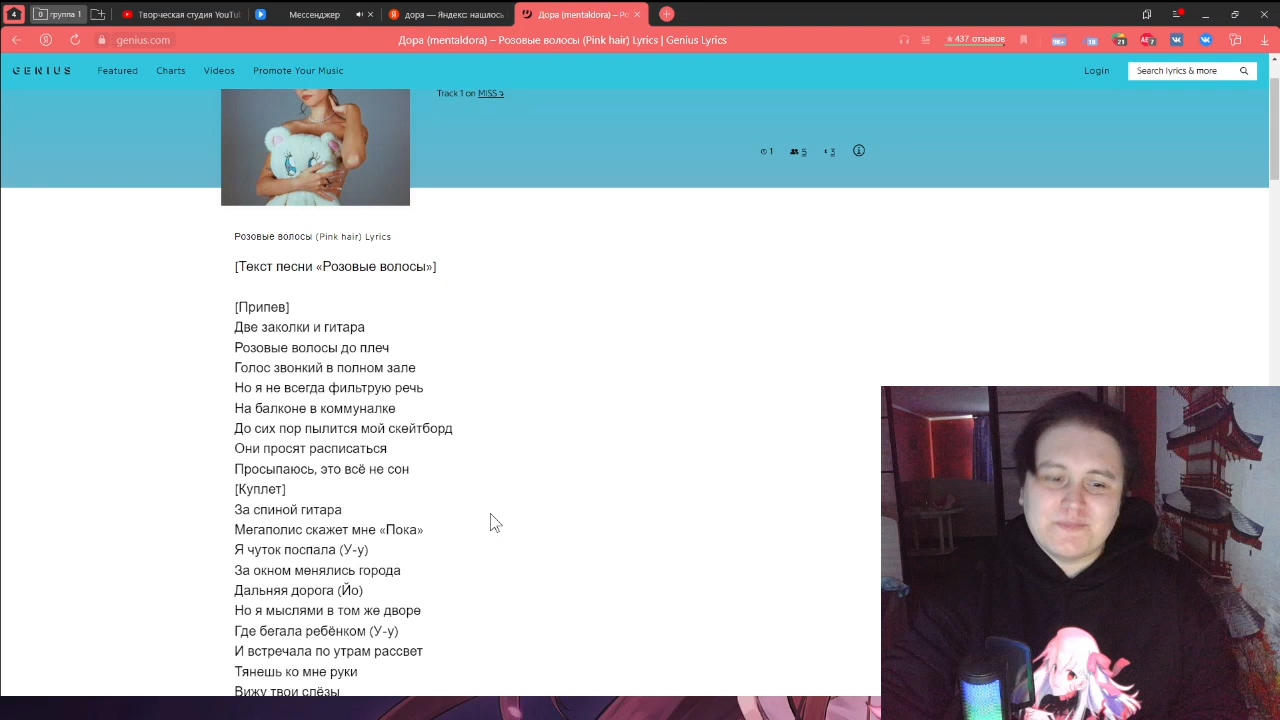 4
0 группа 1
Творческая студия YouTu
Мессенджер
дора — Яндекс: нашлось
Дора (mentaldora) – Ро
genius.com
Дора (mentaldora) – Розовые волосы (Pink hair) Lyrics | Genius Lyrics
★ 437 отзывов
GENIUS
Featured
Charts
Videos
Promote Your Music
Login
Search lyrics & more
Track 1 on MISS
1
5
3
Розовые волосы (Pink hair) Lyrics
[Текст песни «Розовые волосы»]
[Припев]
Две заколки и гитара
Розовые волосы до плеч
Голос звонкий в полном зале
Но я не всегда фильтрую речь
На балконе в коммуналке
До сих пор пылится мой скейтборд
Они просят расписаться
Просыпаюсь, это всё не сон
[Куплет]
За спиной гитара
Мегаполис скажет мне «Пока»
Я чуток поспала (У-у)
За окном менялись города
Дальняя дорога (Йо)
Но я мыслями в том же дворе
Где бегала ребёнком (У-у)
И встречала по утрам рассвет
Тянешь ко мне руки
Вижу твои слёзы